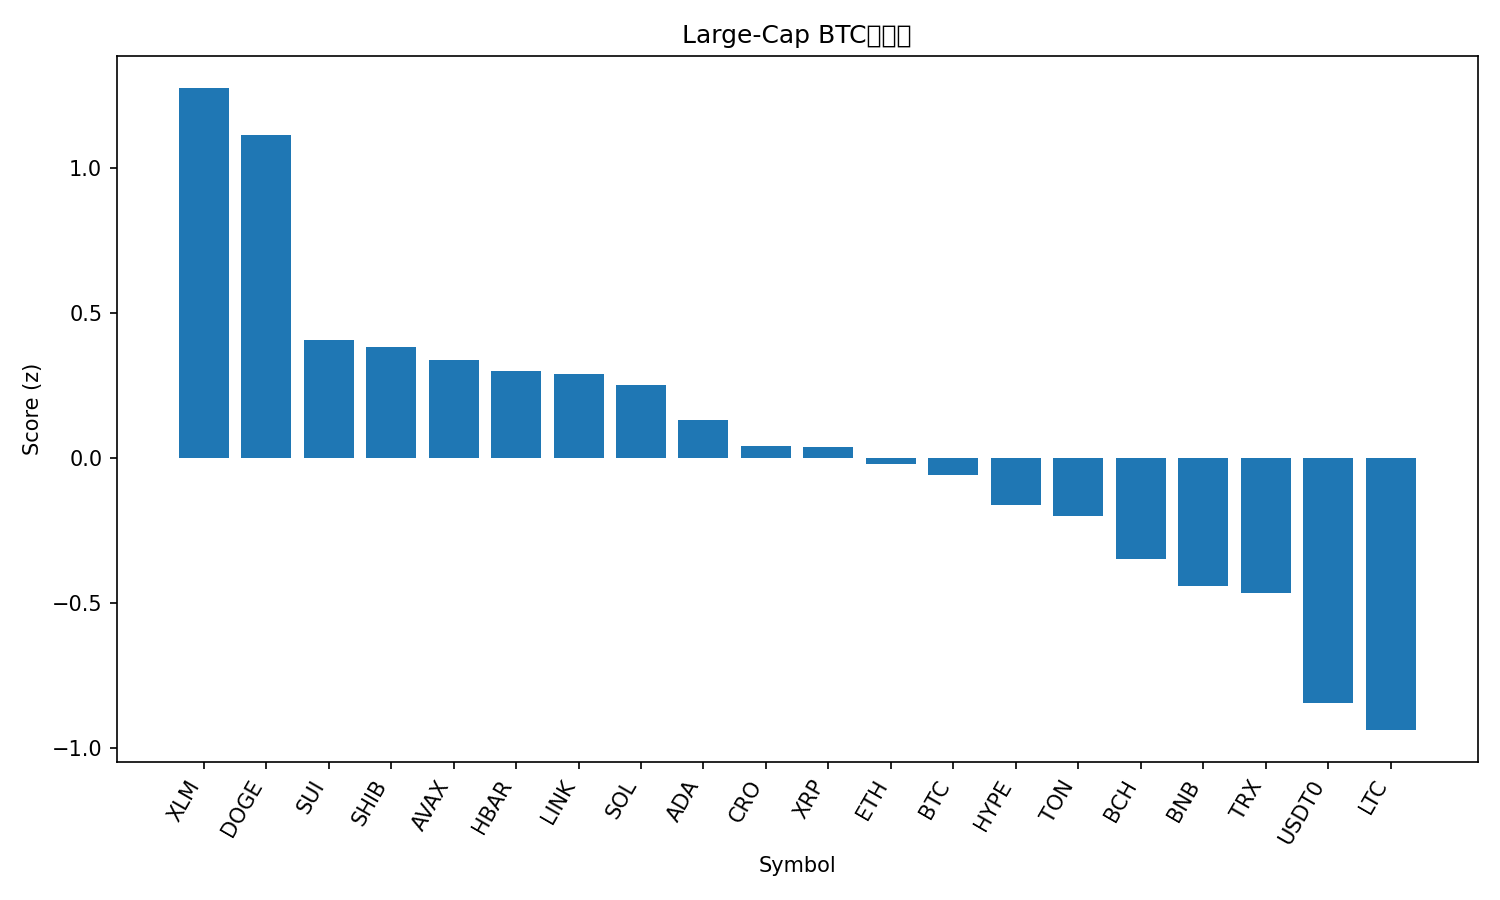 Large-Cap BTC
1.0
0.5
0.0
−0.5
−1.0
Score (z)
XLM
DOGE
SUI
SHIB
AVAX
HBAR
LINK
SOL
ADA
CRO
XRP
ETH
BTC
HYPE
TON
BCH
BNB
TRX
USDT0
LTC
Symbol